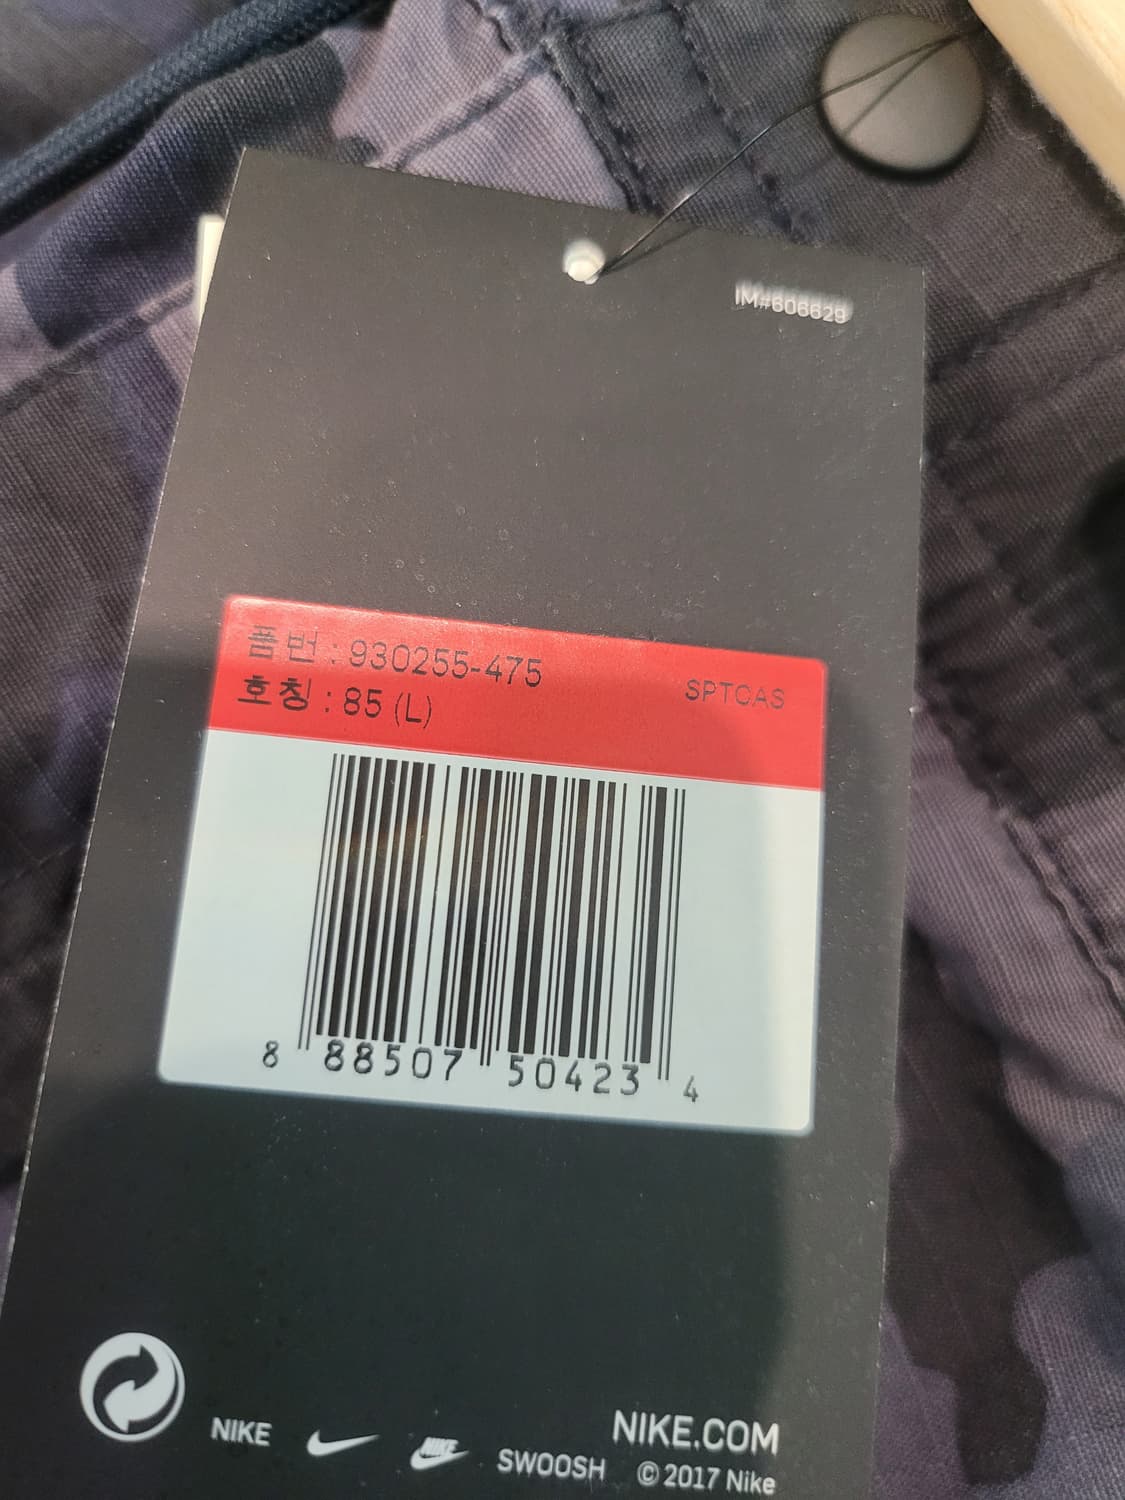 IM#606629
품번 : 930255-475
SPTCAS
호칭 : 85 (L)
8 88507 50423 4
NIKE
NIKE
SWOOSH
NIKE.COM
© 2017 Nike